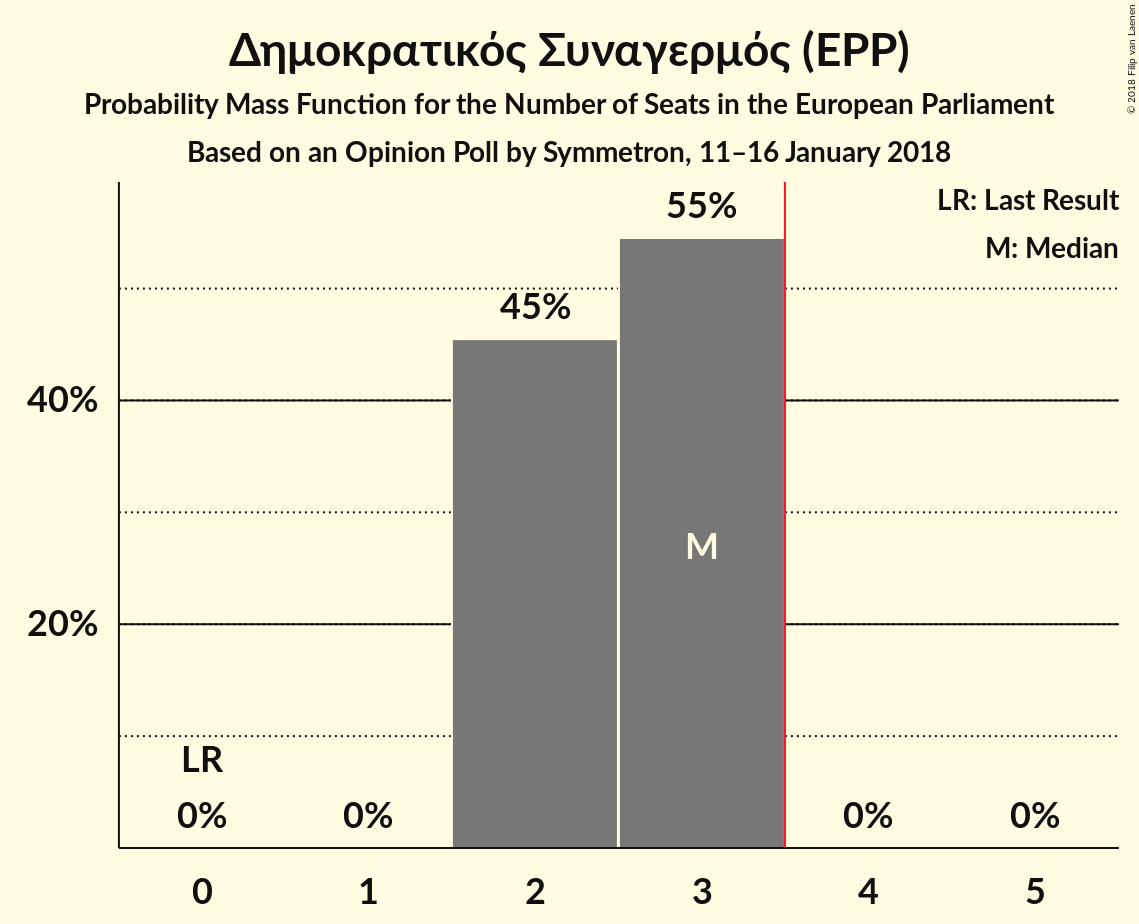 Δημοκρατικός Συναγερμός (EPP)
Probability Mass Function for the Number of Seats in the European Parliament
Based on an Opinion Poll by Symmetron, 11–16 January 2018
© 2018 Filip van Laenen
LR: Last Result
M: Median
55%
45%
40%
M
20%
LR
0%
0%
0%
0%
0
1
2
3
4
5